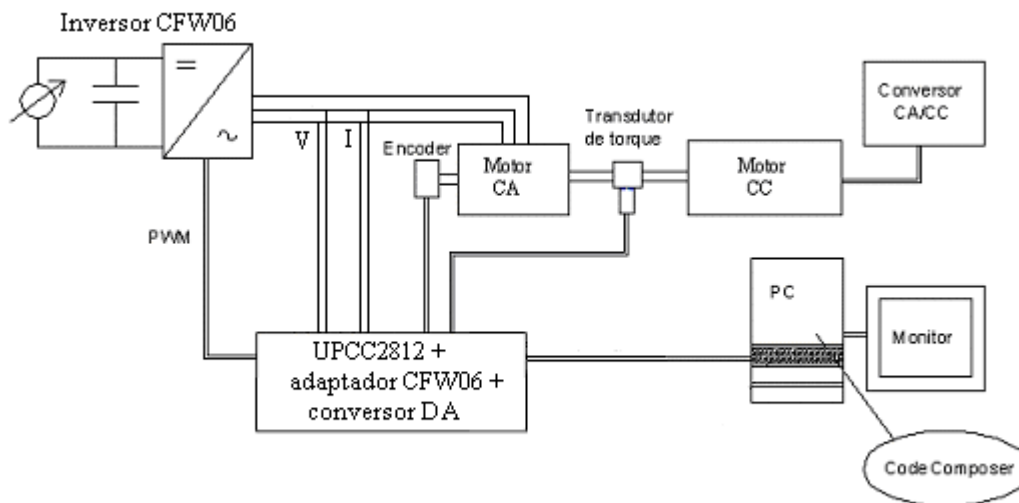 Inversor CFW06
V
I
Encoder
Motor
CA
Transdutor
de torque
Motor
CC
Conversor
CA/CC
PWM
UPCC2812 +
adaptador CFW06 +
conversor DA
PC
Monitor
Code Composer